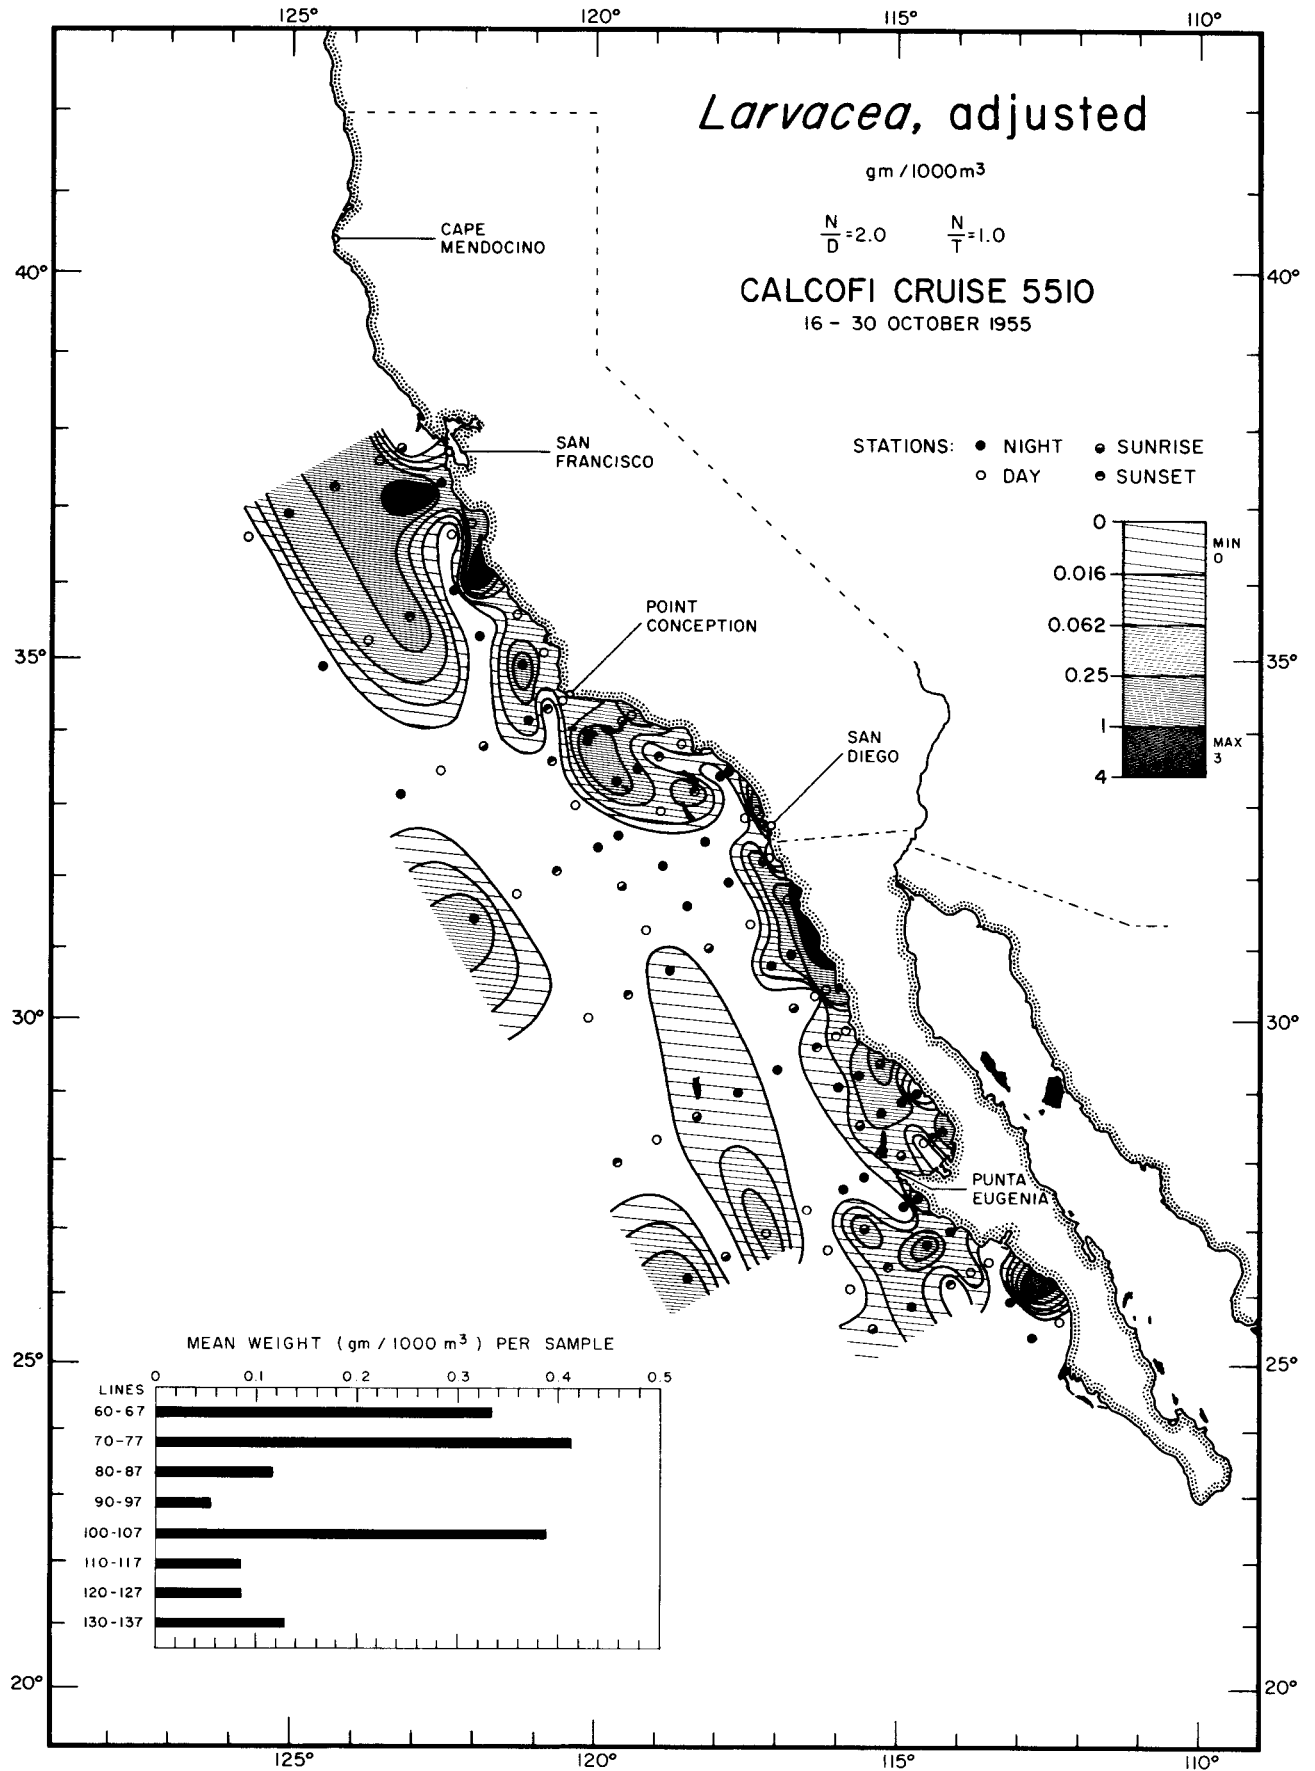 125° 120° 115° 110°
Larvacea, adjusted
gm/1000m³
N/D=2.0 N/T=1.0
CALCOFI CRUISE 5510
16 - 30 OCTOBER 1955
CAPE
MENDOCINO
40° 40°
SAN
FRANCISCO
STATIONS: NIGHT SUNRISE
DAY SUNSET
0
MIN
0
0.016
0.062
0.25
1
MAX
3
4
POINT
CONCEPTION
35° 35°
SAN
DIEGO
30° 30°
PUNTA
EUGENIA
25° 25°
MEAN WEIGHT (gm/1000 m³) PER SAMPLE
0 0.1 0.2 0.3 0.4 0.5
LINES
60-67
70-77
80-87
90-97
100-107
110-117
120-127
130-137
20° 20°
125° 120° 115° 110°